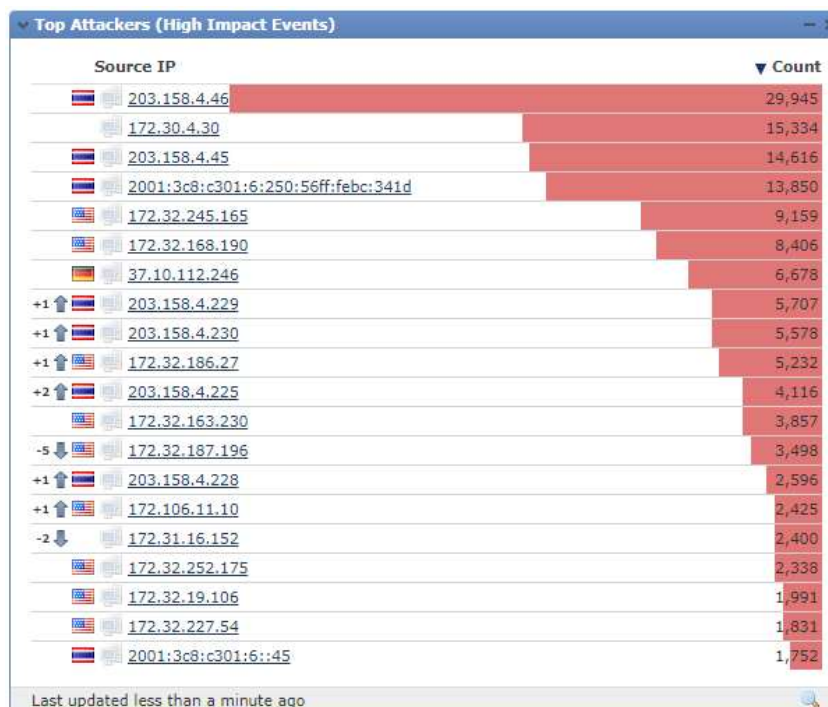 Top Attackers (High Impact Events)
Source IP ▼ Count
203.158.4.46 29,945
172.30.4.30 15,334
203.158.4.45 14,616
2001:3c8:c301:6:250:56ff:febc:341d 13,850
172.32.245.165 9,159
172.32.168.190 8,406
37.10.112.246 6,678
+1 203.158.4.229 5,707
+1 203.158.4.230 5,578
+1 172.32.186.27 5,232
+2 203.158.4.225 4,116
172.32.163.230 3,857
-5 172.32.187.196 3,498
+1 203.158.4.228 2,596
+1 172.106.11.10 2,425
-2 172.31.16.152 2,400
172.32.252.175 2,338
172.32.19.106 1,991
172.32.227.54 1,831
2001:3c8:c301:6::45 1,752
Last updated less than a minute ago